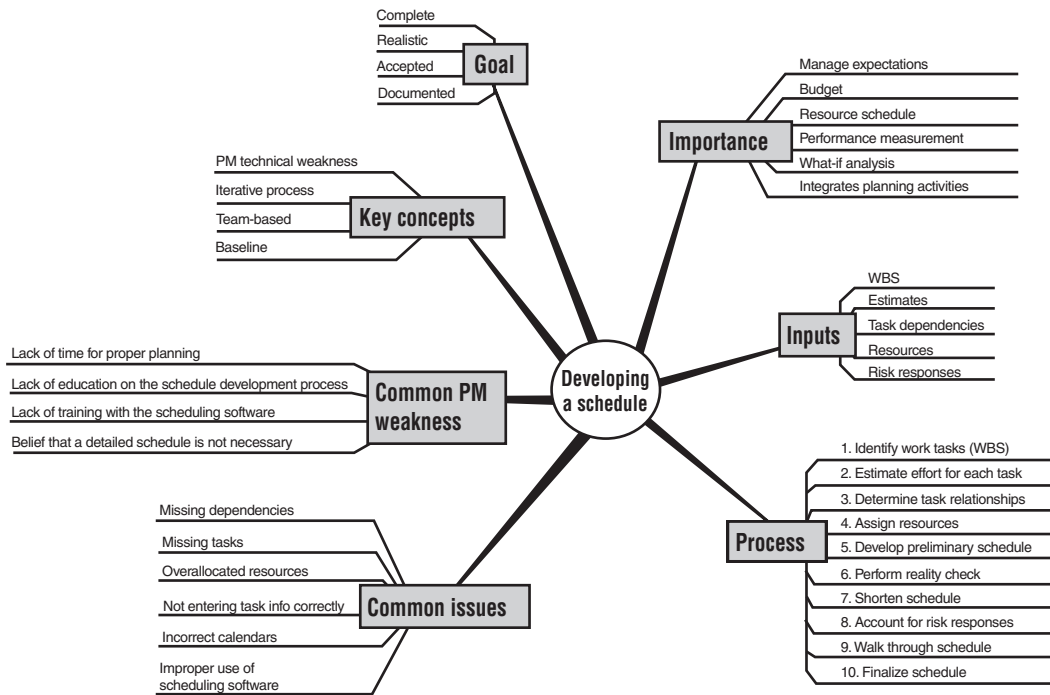 Complete
Realistic
Accepted
Documented
Goal
Manage expectations
Budget
Resource schedule
Performance measurement
What-if analysis
Integrates planning activities
Importance
PM technical weakness
Iterative process
Team-based
Baseline
Key concepts
WBS
Estimates
Task dependencies
Resources
Risk responses
Inputs
Developing
a schedule
Lack of time for proper planning
Lack of education on the schedule development process
Lack of training with the scheduling software
Belief that a detailed schedule is not necessary
Common PM
weakness
1. Identify work tasks (WBS)
2. Estimate effort for each task
3. Determine task relationships
4. Assign resources
5. Develop preliminary schedule
6. Perform reality check
7. Shorten schedule
8. Account for risk responses
9. Walk through schedule
10. Finalize schedule
Process
Missing dependencies
Missing tasks
Overallocated resources
Not entering task info correctly
Incorrect calendars
Improper use of
scheduling software
Common issues